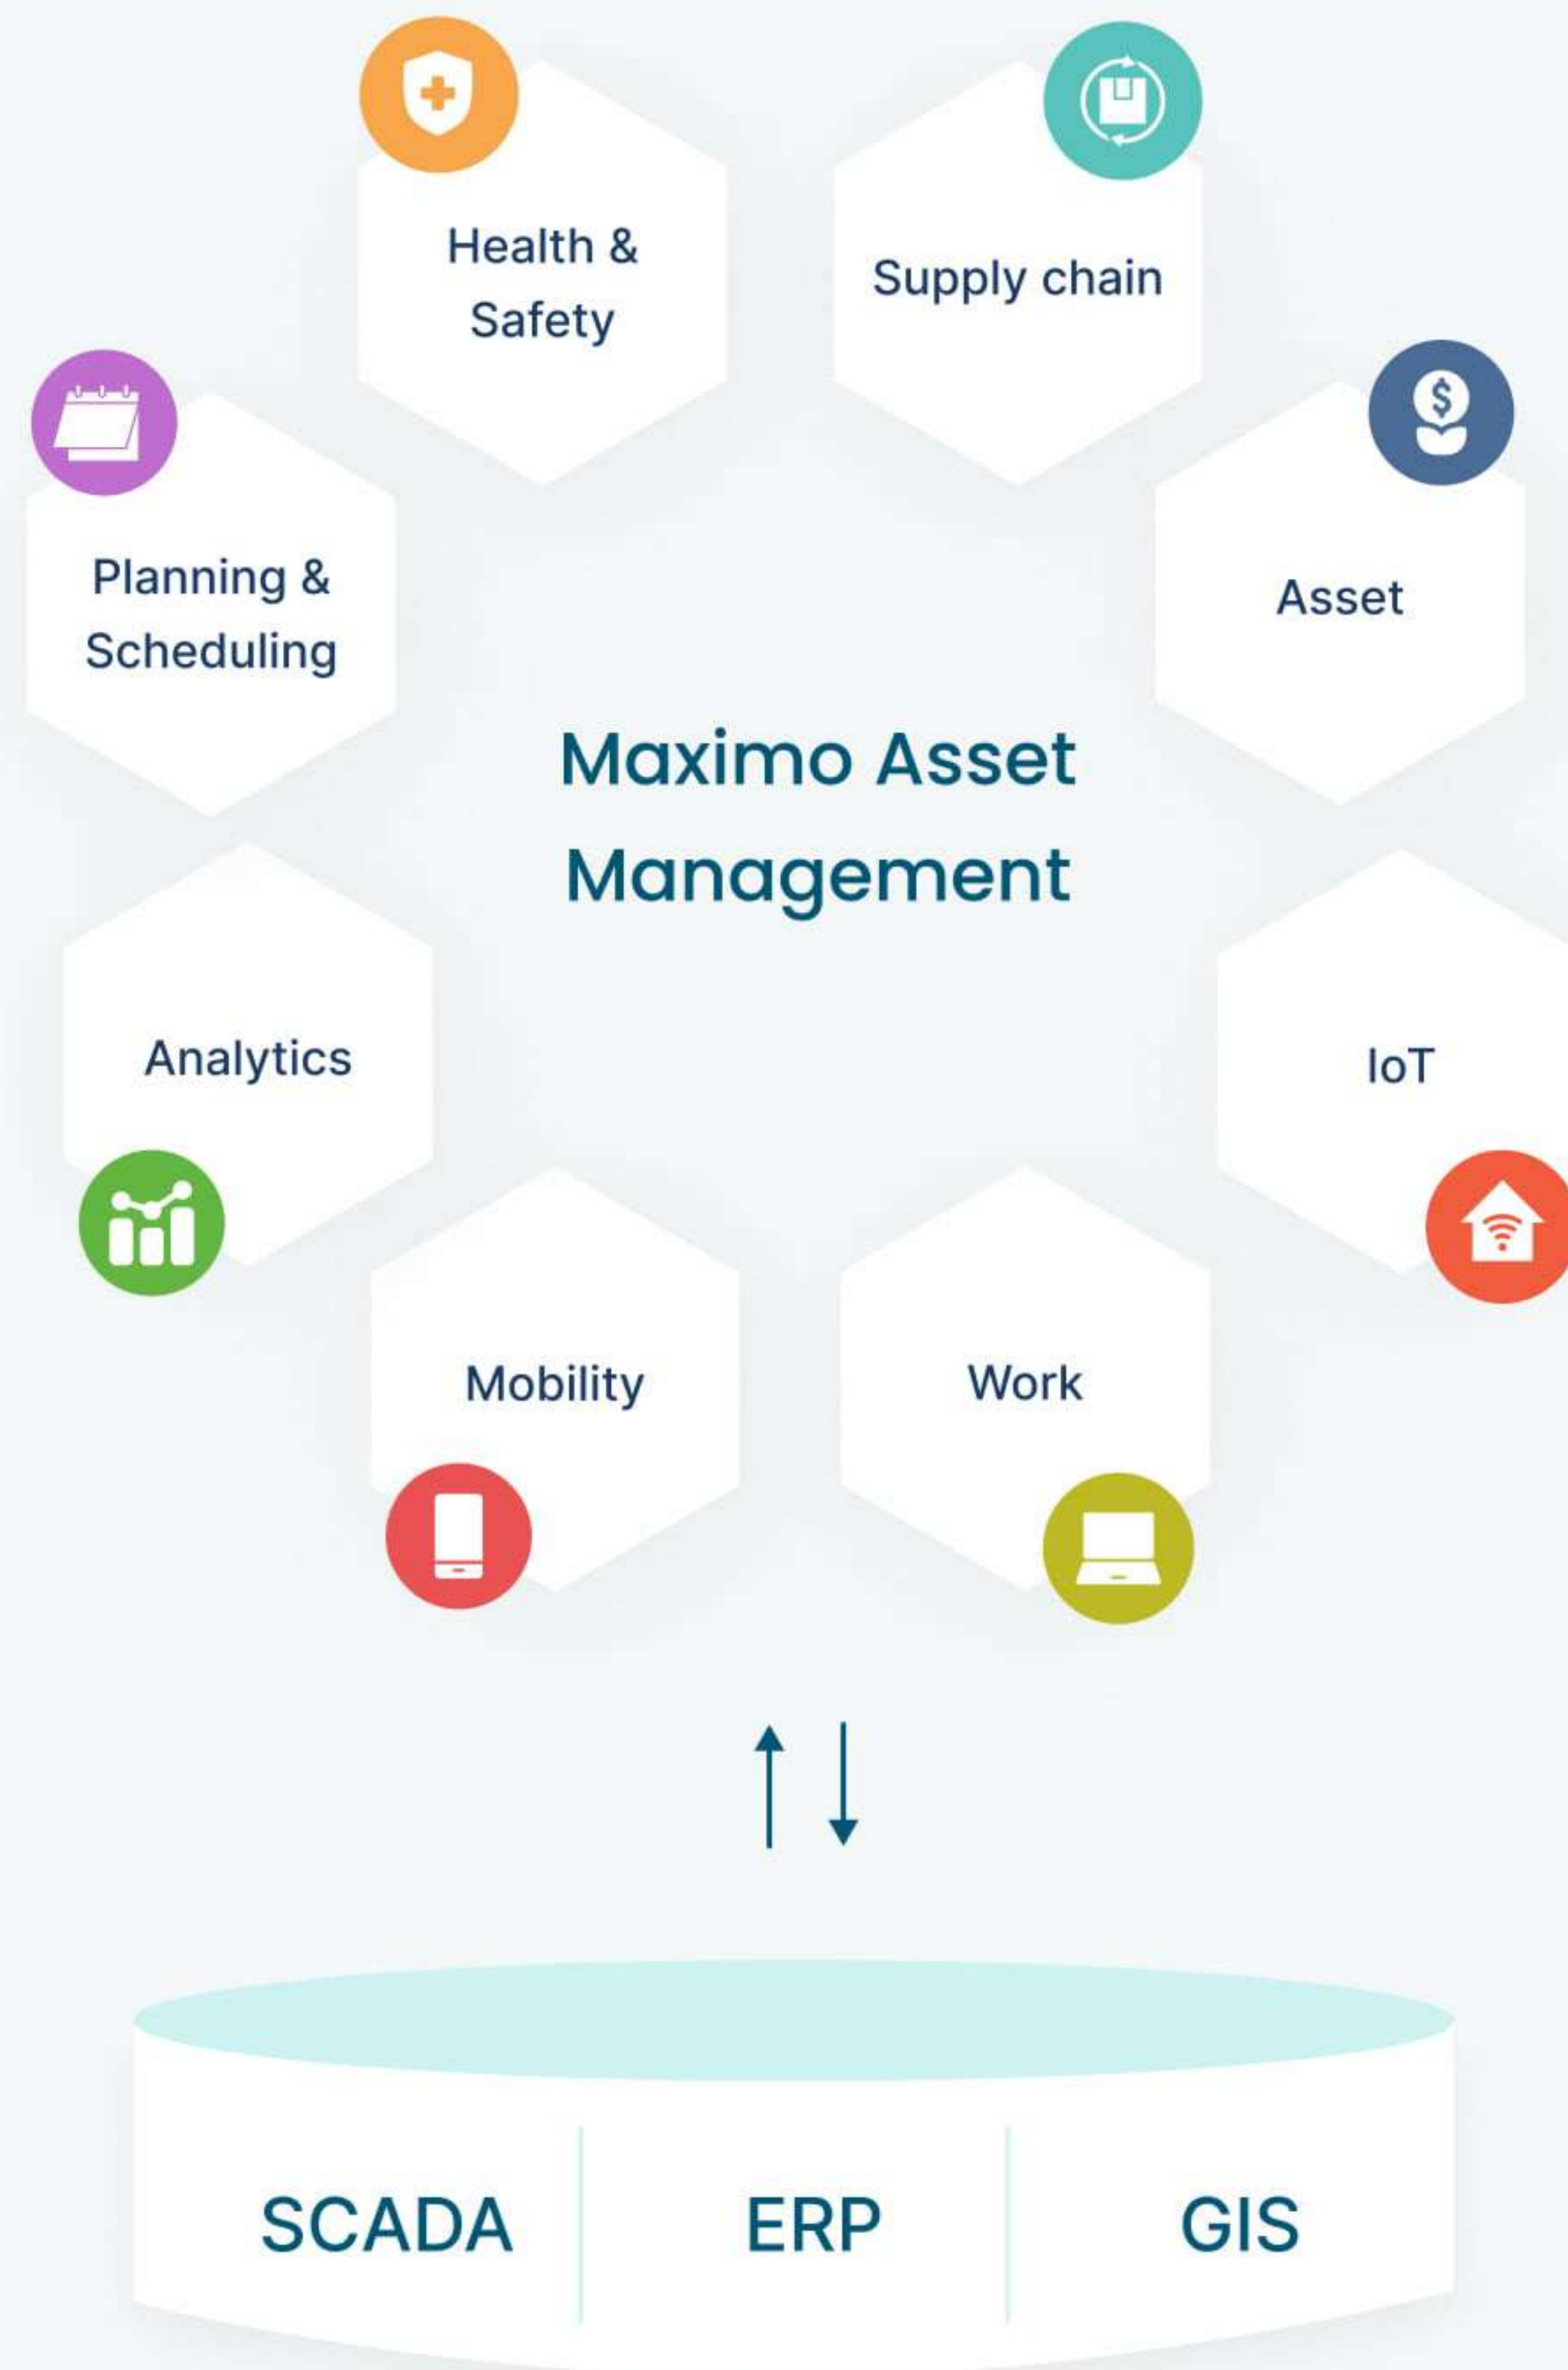 Health &
Safety
Supply chain
Planning &
Scheduling
Asset
Maximo Asset
Management
Analytics
IoT
Mobility
Work
SCADA
ERP
GIS